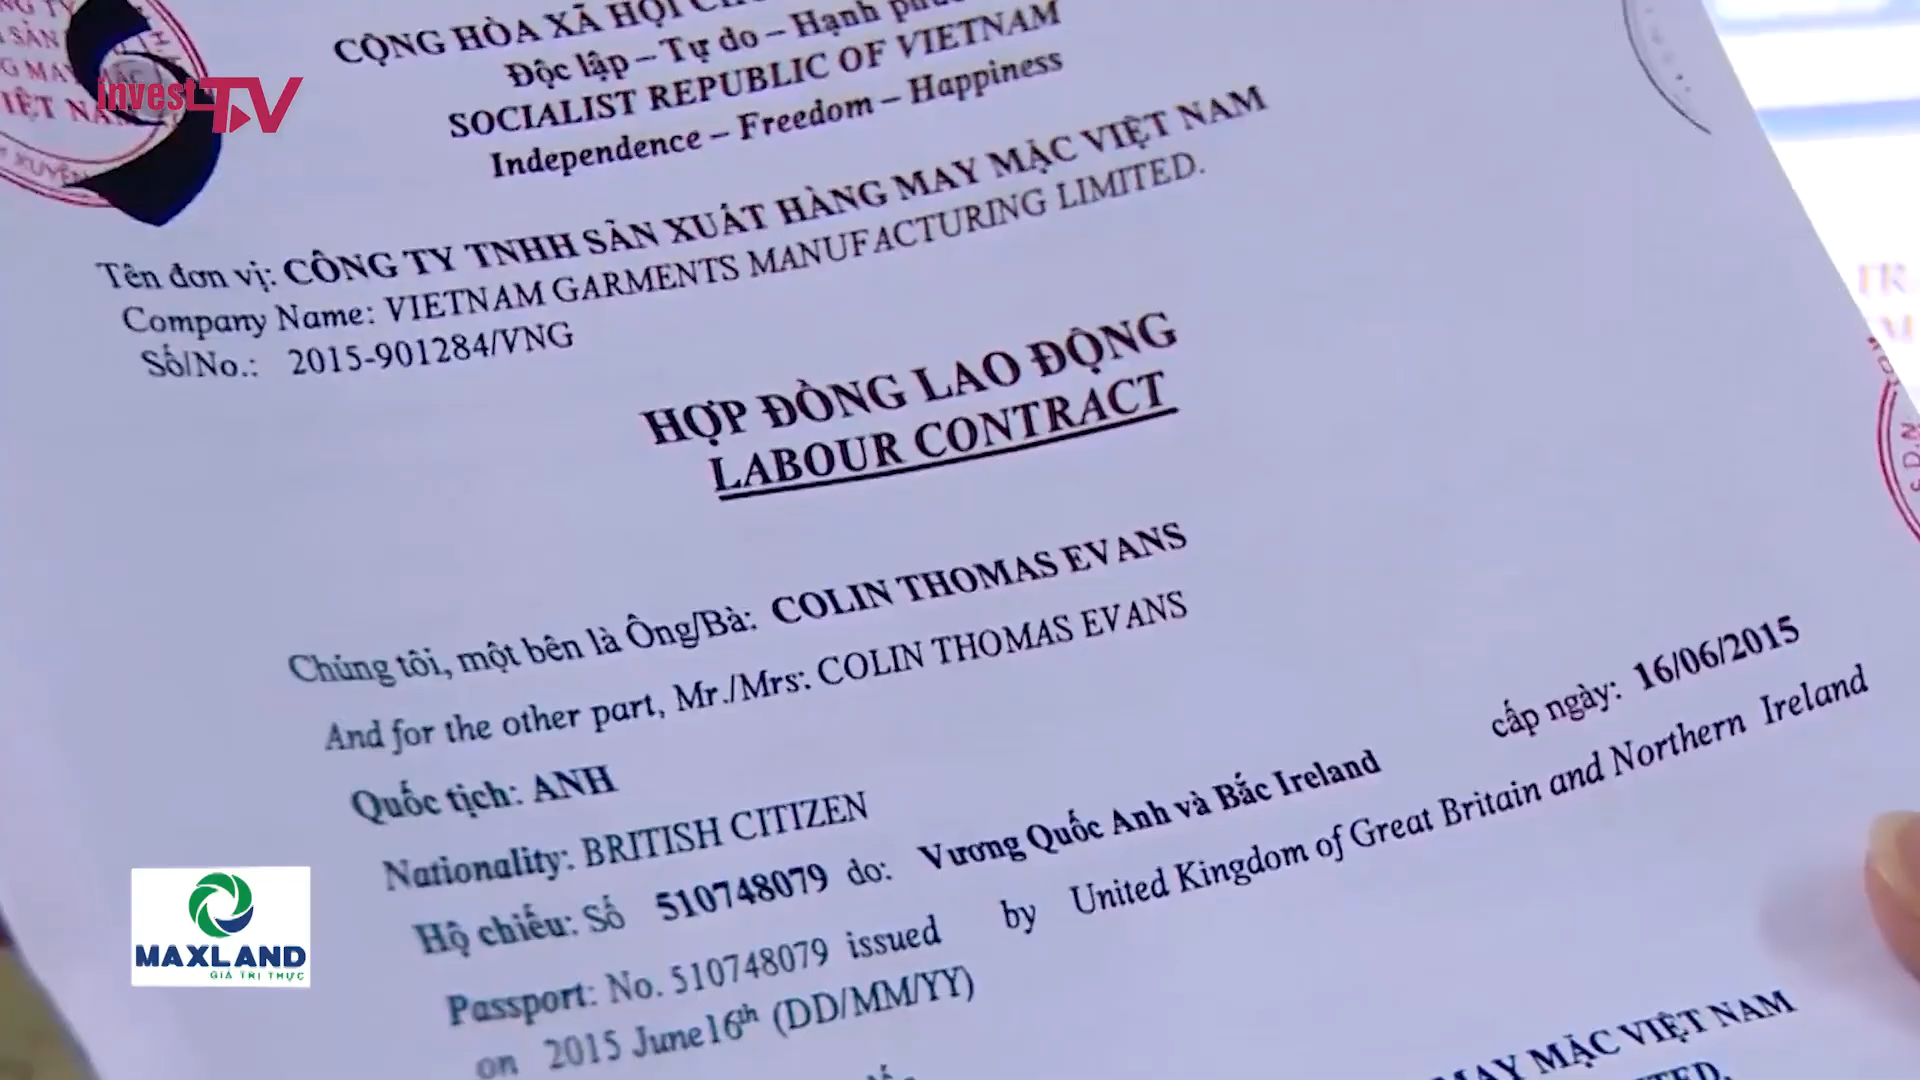 CỘNG HÒA XÃ HỘI
Độc lập – Tự do – Hạnh
SOCIALIST REPUBLIC OF VIETNAM
Independence – Freedom – Happiness
invest TV
Tên đơn vị: CÔNG TY TNHH SẢN XUẤT HÀNG MAY MẶC VIỆT NAM
Company Name: VIETNAM GARMENTS MANUFACTURING LIMITED.
Số/No.: 2015-901284/VNG
HỢP ĐỒNG LAO ĐỘNG
LABOUR CONTRACT
Chúng tôi, một bên là Ông/Bà: COLIN THOMAS EVANS
And for the other part, Mr./Mrs: COLIN THOMAS EVANS
Quốc tịch: ANH
Nationality: BRITISH CITIZEN
Hộ chiếu: Số 510748079 do: Vương Quốc Anh và Bắc Ireland cấp ngày: 16/06/2015
Passport: No. 510748079 issued by United Kingdom of Great Britain and Northern Ireland
on 2015 June16th (DD/MM/YY)
MAY MẶC VIỆT NAM
MAXLAND
GIÁ TRỊ THỰC